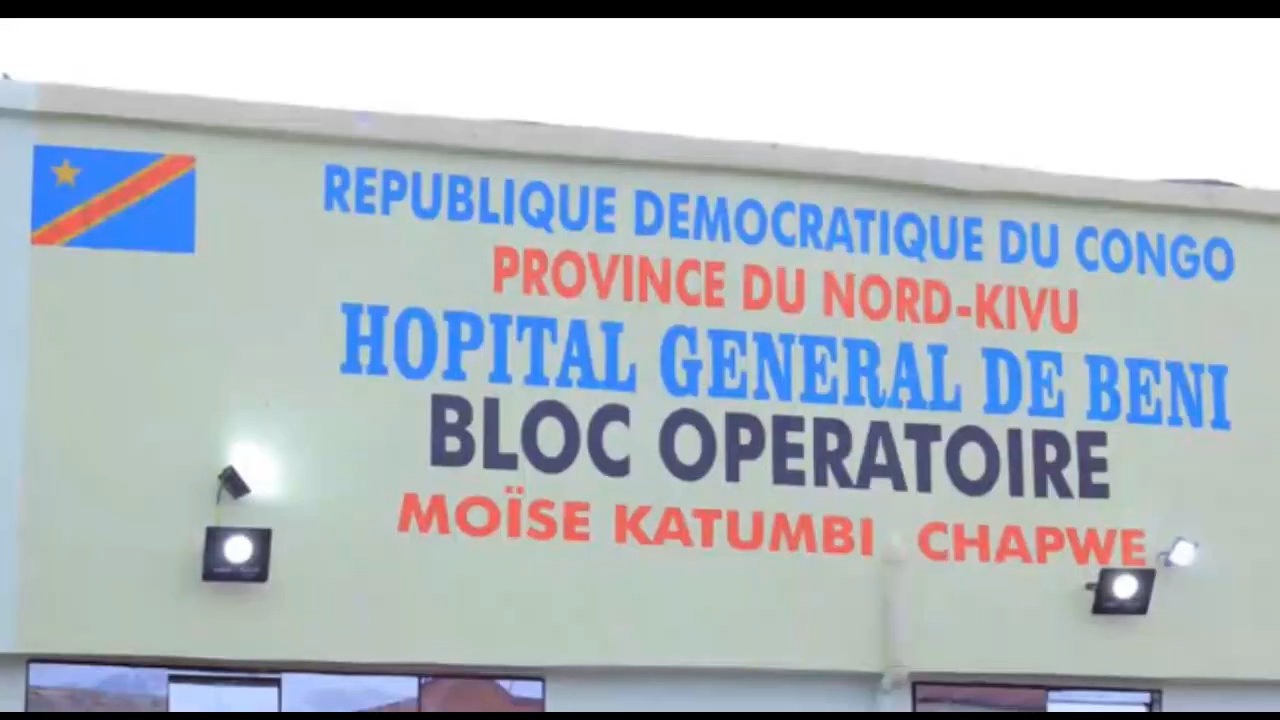 REPUBLIQUE DEMOCRATIQUE DU CONGO
PROVINCE DU NORD-KIVU
HOPITAL GENERAL DE BENI
BLOC OPERATOIRE
MOÏSE KATUMBI CHAPWE